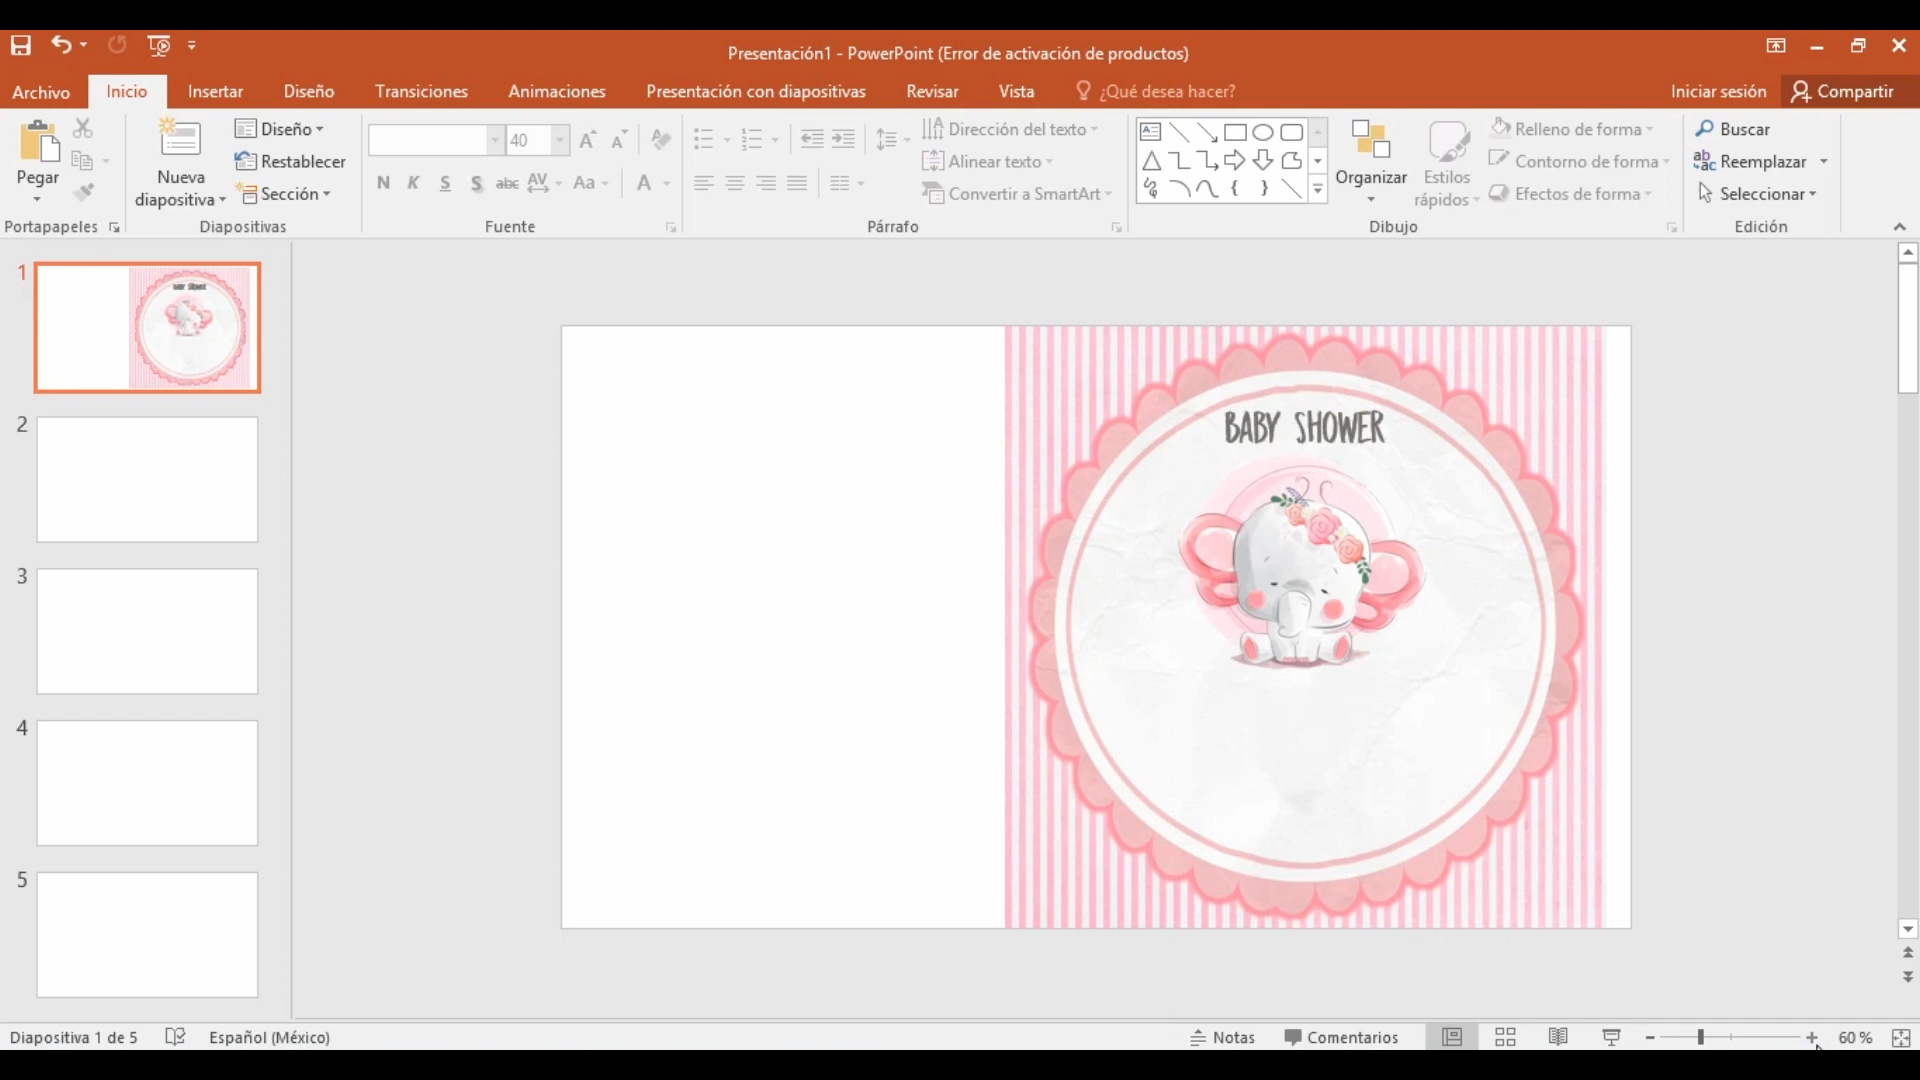 Presentación1 - PowerPoint (Error de activación de productos)
Archivo Inicio Insertar Diseño Transiciones Animaciones Presentación con diapositivas Revisar Vista ¿Qué desea hacer? Iniciar sesión Compartir
Pegar
Portapapeles
Nueva diapositiva
Diseño
Restablecer
Sección
Diapositivas
40
N K S S abc AV Aa A
Fuente
Dirección del texto
Alinear texto
Convertir a SmartArt
Párrafo
Organizar
Estilos rápidos
Relleno de forma
Contorno de forma
Efectos de forma
Dibujo
Buscar
Reemplazar
Seleccionar
Edición
1
BABY SHOWER
2
3
4
5
BABY SHOWER
Diapositiva 1 de 5 Español (México) Notas Comentarios 60 %